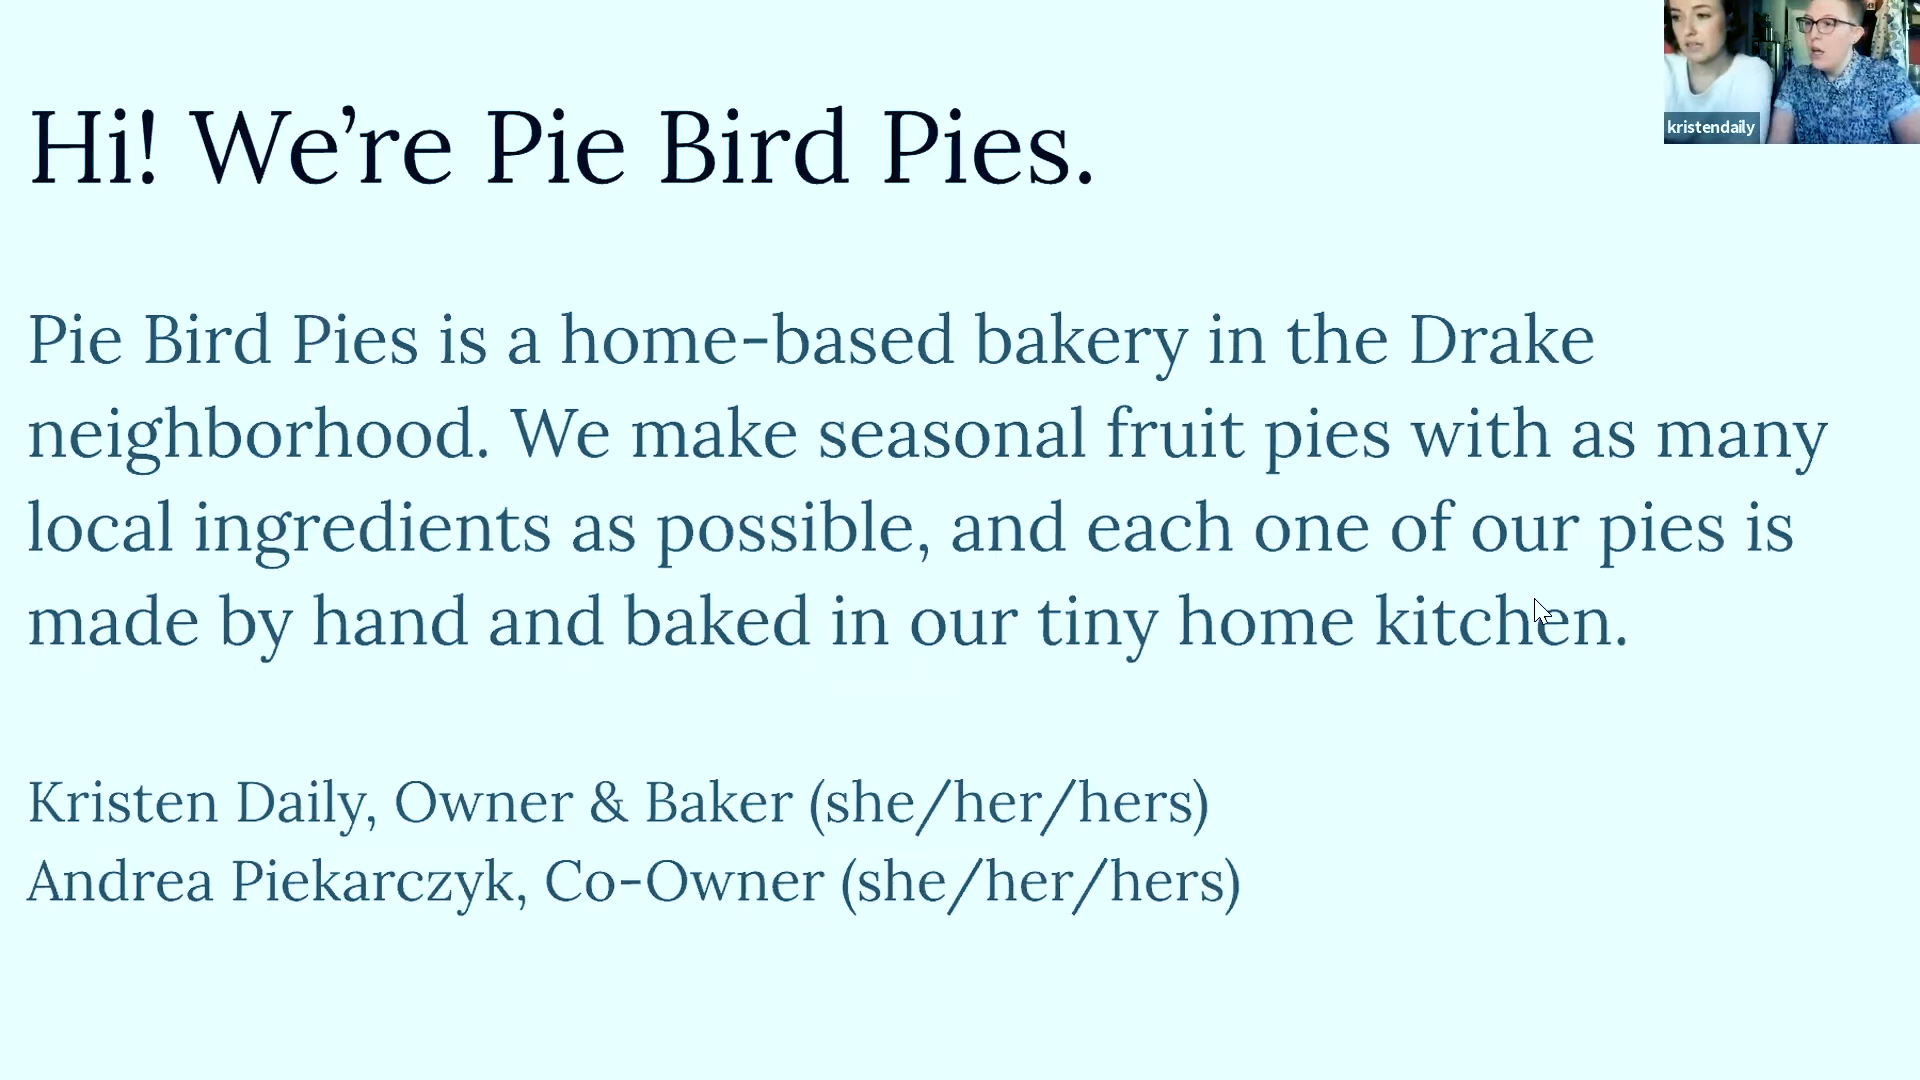 Hi! We’re Pie Bird Pies.
kristendaily
Pie Bird Pies is a home-based bakery in the Drake
neighborhood. We make seasonal fruit pies with as many
local ingredients as possible, and each one of our pies is
made by hand and baked in our tiny home kitchen.
Kristen Daily, Owner & Baker (she/her/hers)
Andrea Piekarczyk, Co-Owner (she/her/hers)